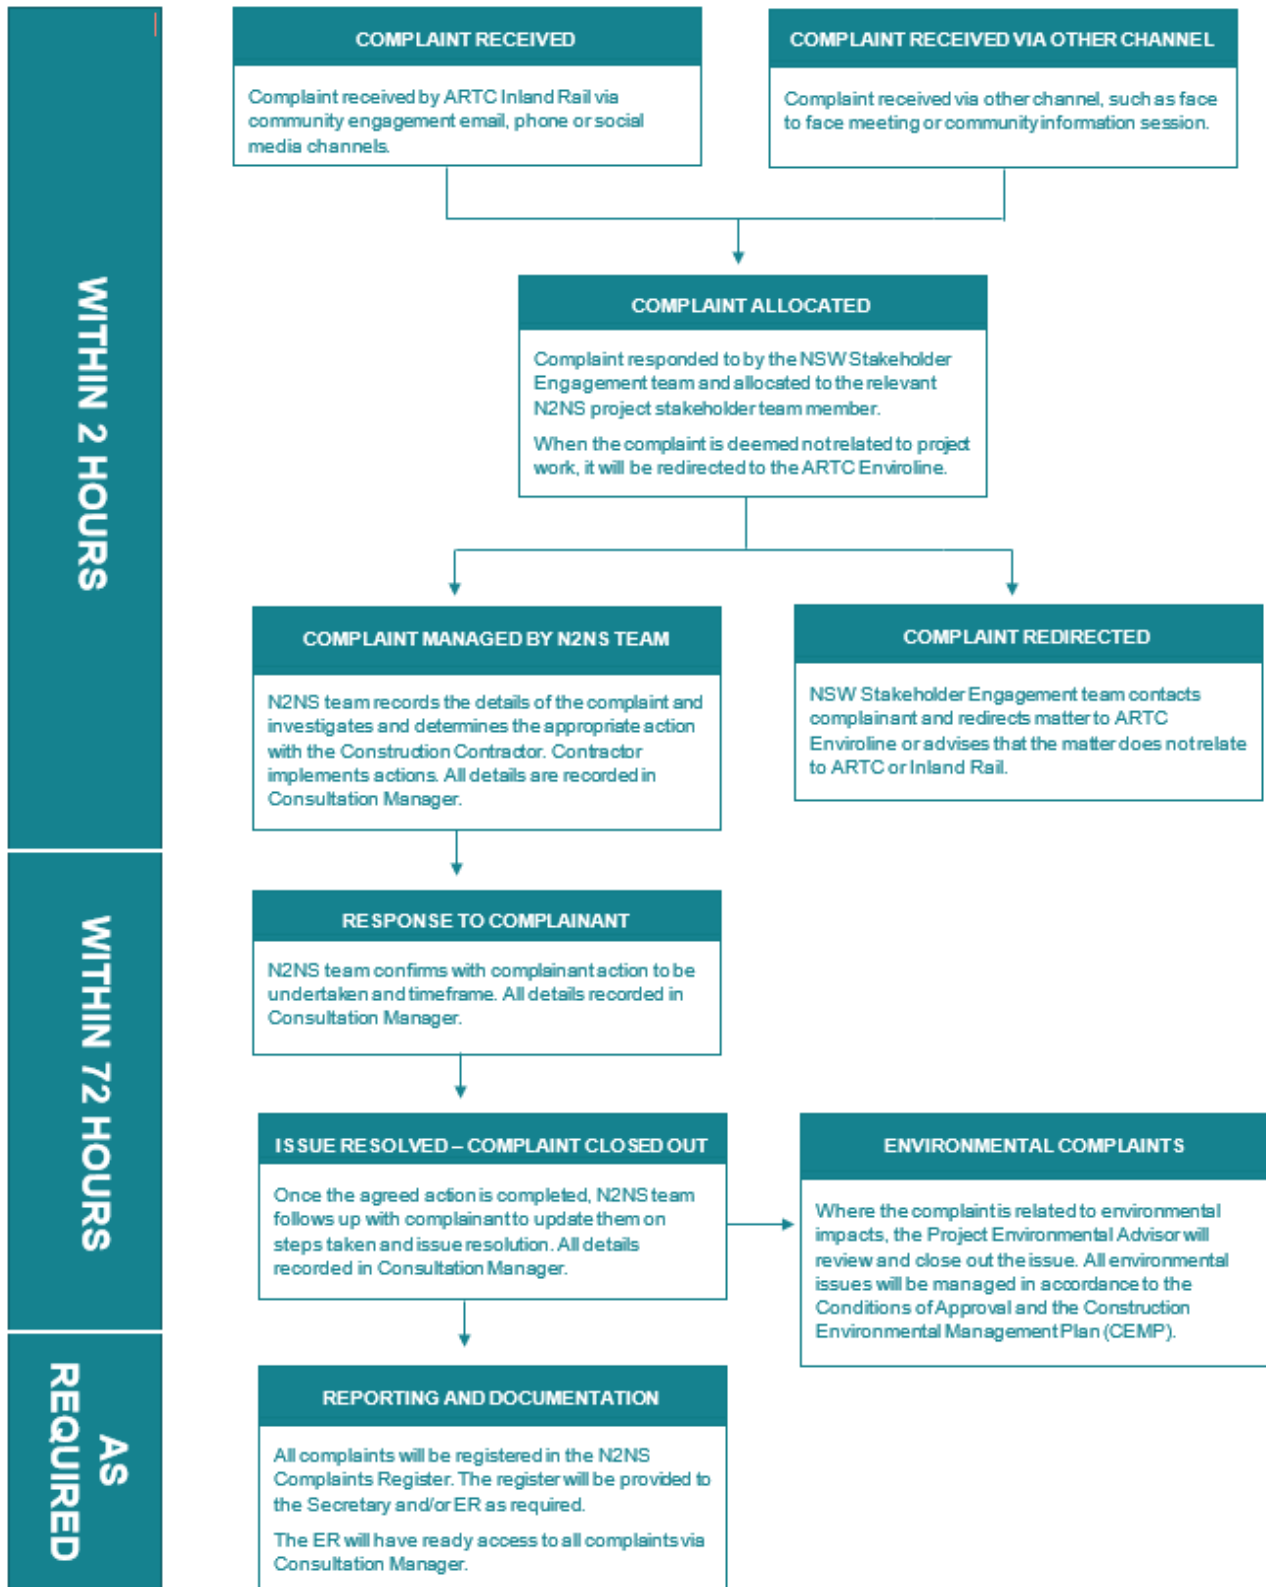 WITHIN 2 HOURS
COMPLAINT RECEIVED
Complaint received by ARTC Inland Rail via
community engagement email, phone or social
media channels.
COMPLAINT RECEIVED VIA OTHER CHANNEL
Complaint received via other channel, such as face
to face meeting or community information session.
COMPLAINT ALLOCATED
Complaint responded to by the NSW Stakeholder
Engagement team and allocated to the relevant
N2NS project stakeholder team member.
When the complaint is deemed not related to project
work, it will be redirected to the ARTC Enviroline.
COMPLAINT MANAGED BY N2NS TEAM
N2NS team records the details of the complaint and
investigates and determines the appropriate action
with the Construction Contractor. Contractor
implements actions. All details are recorded in
Consultation Manager.
COMPLAINT REDIRECTED
NSW Stakeholder Engagement team contacts
complainant and redirects matter to ARTC
Enviroline or advises that the matter does not relate
to ARTC or Inland Rail.
WITHIN 72 HOURS
RESPONSE TO COMPLAINANT
N2NS team confirms with complainant action to be
undertaken and timeframe. All details recorded in
Consultation Manager.
ISSUE RESOLVED – COMPLAINT CLOSED OUT
Once the agreed action is completed, N2NS team
follows up with complainant to update them on
steps taken and issue resolution. All details
recorded in Consultation Manager.
ENVIRONMENTAL COMPLAINTS
Where the complaint is related to environmental
impacts, the Project Environmental Advisor will
review and close out the issue. All environmental
issues will be managed in accordance to the
Conditions of Approval and the Construction
Environmental Management Plan (CEMP).
AS
REQUIRED
REPORTING AND DOCUMENTATION
All complaints will be registered in the N2NS
Complaints Register. The register will be provided to
the Secretary and/or ER as required.
The ER will have ready access to all complaints via
Consultation Manager.